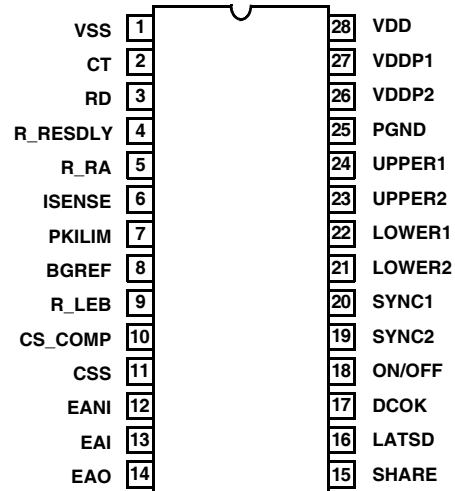 VSS 1 28 VDD
CT 2 27 VDDP1
RD 3 26 VDDP2
R_RESDLY 4 25 PGND
R_RA 5 24 UPPER1
ISENSE 6 23 UPPER2
PKILIM 7 22 LOWER1
BGREF 8 21 LOWER2
R_LEB 9 20 SYNC1
CS_COMP 10 19 SYNC2
CSS 11 18 ON/OFF
EANI 12 17 DCOK
EAI 13 16 LATSD
EAO 14 15 SHARE